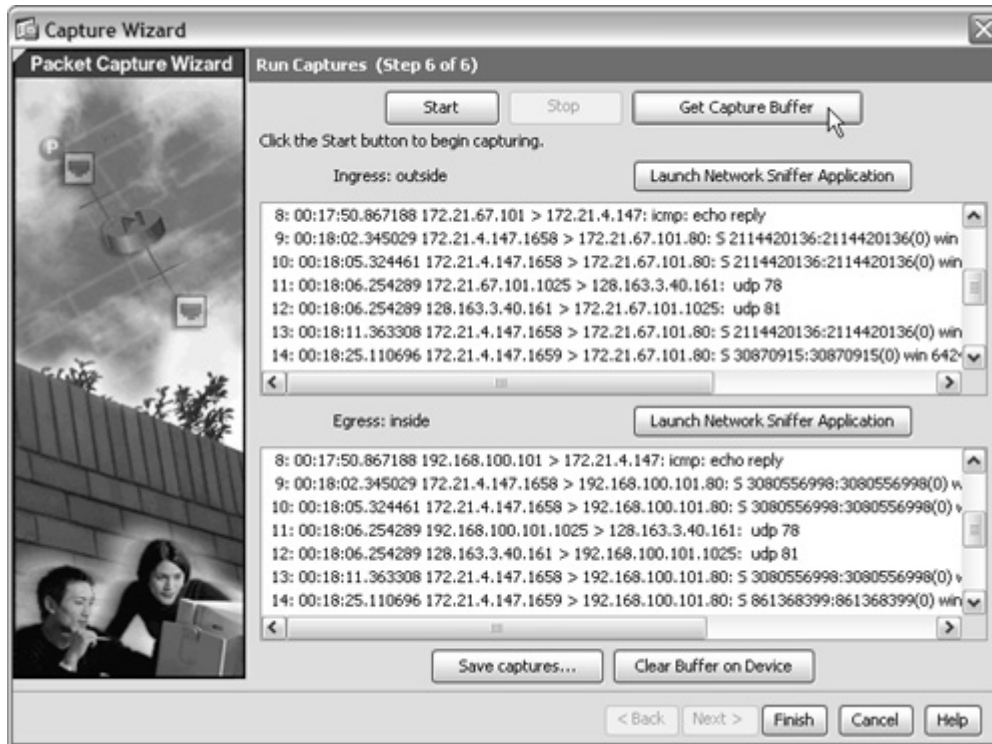 Capture Wizard
Packet Capture Wizard
Run Captures (Step 6 of 6)
Start
Stop
Get Capture Buffer
Click the Start button to begin capturing.
Ingress: outside
Launch Network Sniffer Application
8: 00:17:50.867188 172.21.67.101 > 172.21.4.147: icmp: echo reply
9: 00:18:02.345029 172.21.4.147.1658 > 172.21.67.101.80: S 2114420136:2114420136(0) win
10: 00:18:05.324461 172.21.4.147.1658 > 172.21.67.101.80: S 2114420136:2114420136(0) win
11: 00:18:06.254289 172.21.67.101.1025 > 128.163.3.40.161: udp 78
12: 00:18:06.254289 128.163.3.40.161 > 172.21.67.101.1025: udp 81
13: 00:18:11.363308 172.21.4.147.1658 > 172.21.67.101.80: S 2114420136:2114420136(0) win
14: 00:18:25.110696 172.21.4.147.1659 > 172.21.67.101.80: S 30870915:30870915(0) win 642
Egress: inside
Launch Network Sniffer Application
8: 00:17:50.867188 192.168.100.101 > 172.21.4.147: icmp: echo reply
9: 00:18:02.345029 172.21.4.147.1658 > 192.168.100.101.80: S 3080556998:3080556998(0) w
10: 00:18:05.324461 172.21.4.147.1658 > 192.168.100.101.80: S 3080556998:3080556998(0)
11: 00:18:06.254289 192.168.100.101.1025 > 128.163.3.40.161: udp 78
12: 00:18:06.254289 128.163.3.40.161 > 192.168.100.101.1025: udp 81
13: 00:18:11.363308 172.21.4.147.1658 > 192.168.100.101.80: S 3080556998:3080556998(0)
14: 00:18:25.110696 172.21.4.147.1659 > 192.168.100.101.80: S 861368399:861368399(0) win
Save captures...
Clear Buffer on Device
< Back
Next >
Finish
Cancel
Help